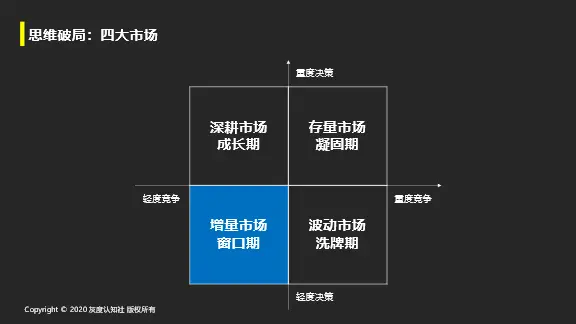 思维破局：四大市场
重度决策
深耕市场
成长期
存量市场
凝固期
轻度竞争
重度竞争
增量市场
窗口期
波动市场
洗牌期
轻度决策
Copyright © 2020 灰度认知社 版权所有